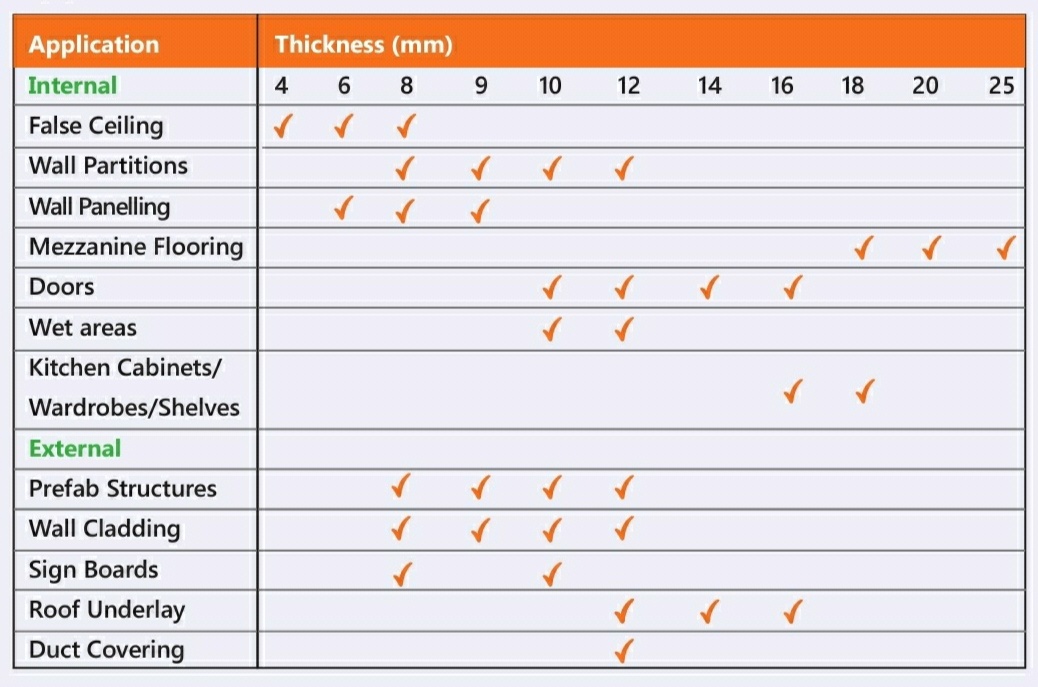 Application Thickness (mm)
Internal 4 6 8 9 10 12 14 16 18 20 25
False Ceiling ✓ ✓ ✓
Wall Partitions ✓ ✓ ✓ ✓
Wall Panelling ✓ ✓ ✓
Mezzanine Flooring ✓ ✓ ✓
Doors ✓ ✓ ✓ ✓
Wet areas ✓ ✓
Kitchen Cabinets/
Wardrobes/Shelves ✓ ✓
External
Prefab Structures ✓ ✓ ✓ ✓
Wall Cladding ✓ ✓ ✓ ✓
Sign Boards ✓ ✓
Roof Underlay ✓ ✓ ✓
Duct Covering ✓